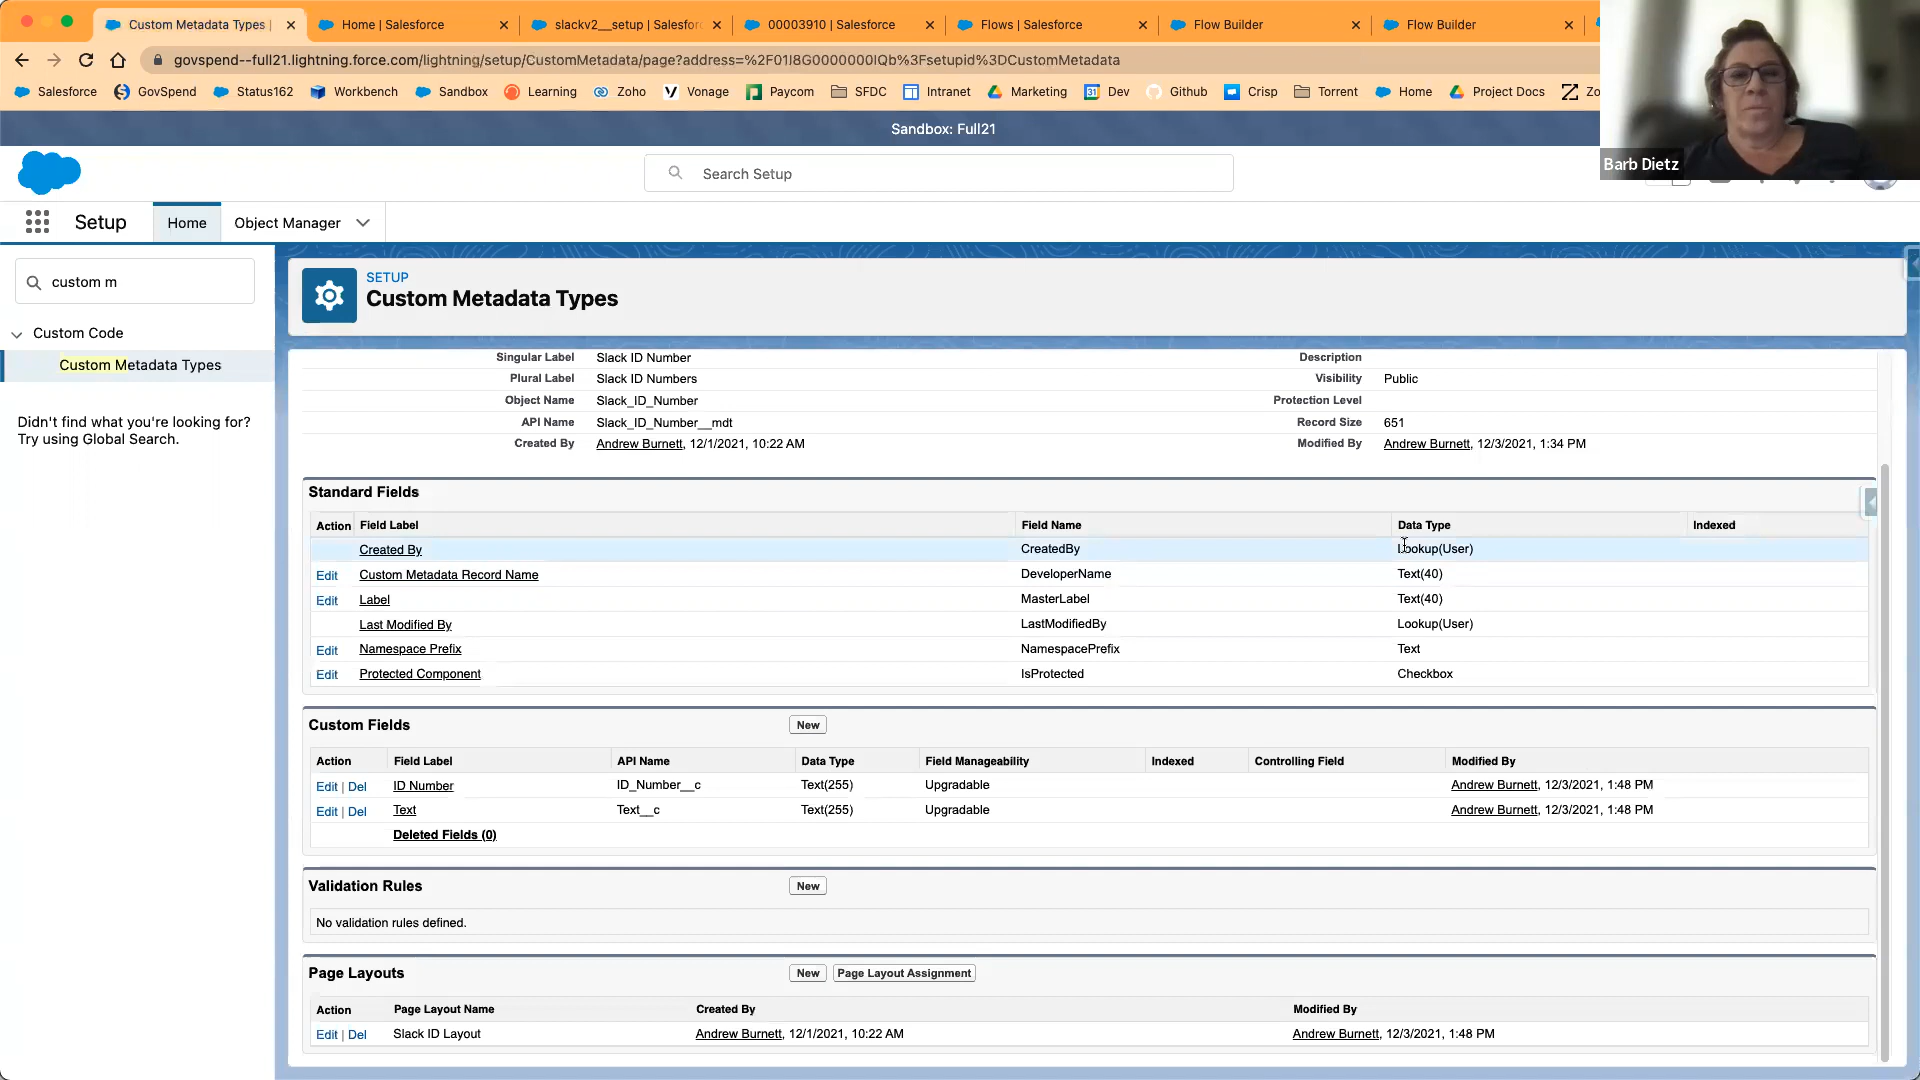 Custom Metadata Types |
Home | Salesforce
slackv2__setup | Salesfor
00003910 | Salesforce
Flows | Salesforce
Flow Builder
Flow Builder
govspend--full21.lightning.force.com/lightning/setup/CustomMetadata/page?address=%2F01I8G0000000IQb%3Fsetupid%3DCustomMetadata
Salesforce
GovSpend
Status162
Workbench
Sandbox
Learning
Zoho
Vonage
Paycom
SFDC
Intranet
Marking
Dev
Github
Crisp
Torrent
Home
Project Docs
Zo
Sandbox: Full21
Barb Dietz
Search Setup
Setup
Home
Object Manager
custom m
Custom Code
Custom Metadata Types
Didn't find what you're looking for?
Try using Global Search.
SETUP
Custom Metadata Types
Singular Label Slack ID Number Description
Plural Label Slack ID Numbers Visibility Public
Object Name Slack_ID_Number Protection Level
API Name Slack_ID_Number__mdt Record Size 651
Created By Andrew Burnett, 12/1/2021, 10:22 AM Modified By Andrew Burnett, 12/3/2021, 1:34 PM
Standard Fields
Action Field Label Field Name Data Type Indexed
Created By CreatedBy Lookup(User)
Edit Custom Metadata Record Name DeveloperName Text(40)
Edit Label MasterLabel Text(40)
Last Modified By LastModifiedBy Lookup(User)
Edit Namespace Prefix NamespacePrefix Text
Edit Protected Component IsProtected Checkbox
Custom Fields New
Action Field Label API Name Data Type Field Manageability Indexed Controlling Field Modified By
Edit | Del ID Number ID_Number__c Text(255) Upgradable Andrew Burnett, 12/3/2021, 1:48 PM
Edit | Del Text Text__c Text(255) Upgradable Andrew Burnett, 12/3/2021, 1:48 PM
Deleted Fields (0)
Validation Rules New
No validation rules defined.
Page Layouts New Page Layout Assignment
Action Page Layout Name Created By Modified By
Edit | Del Slack ID Layout Andrew Burnett, 12/1/2021, 10:22 AM Andrew Burnett, 12/3/2021, 1:48 PM